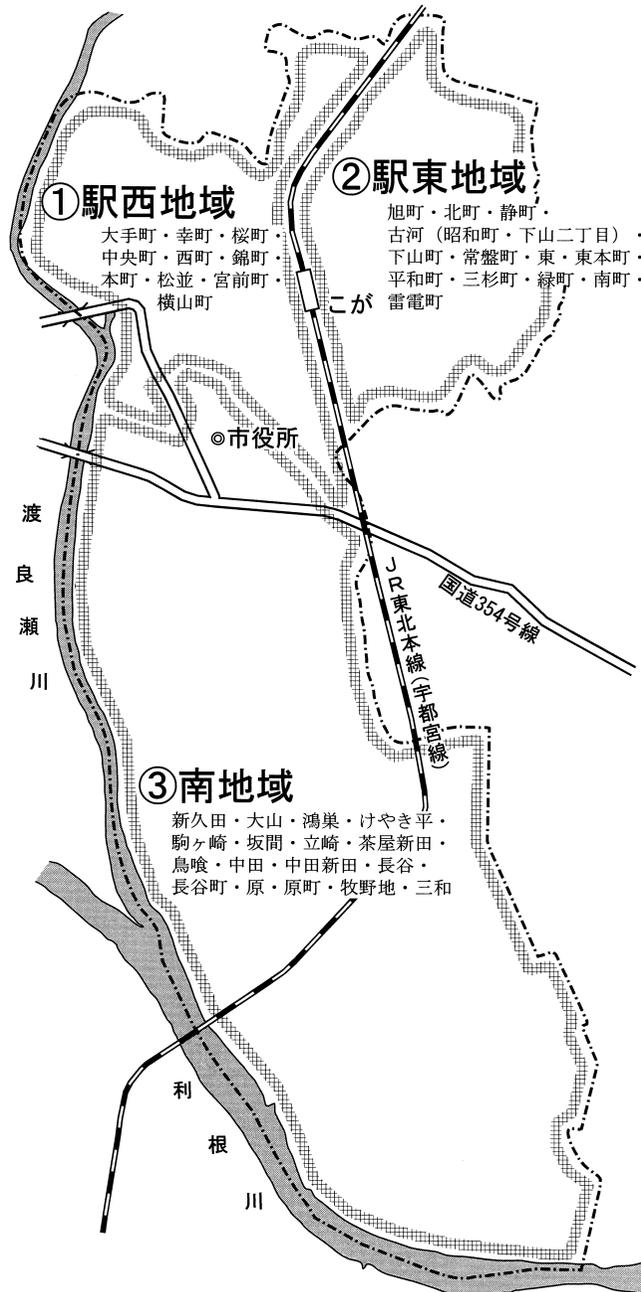 ①駅西地域
大手町・幸町・桜町・
中央町・西町・錦町・
本町・松並・宮前町・
横山町
②駅東地域
旭町・北町・静町・
古河（昭和町・下山二丁目）・
下山町・常盤町・東・東本町・
平和町・三杉町・緑町・南町・
雷電町
こが
◎市役所
渡良瀬川
国道354号線
JR東北本線（宇都宮線）
③南地域
新久田・大山・鴻巣・けやき平・
駒ヶ崎・坂間・立崎・茶屋新田・
鳥喰・中田・中田新田・長谷・
長谷町・原・原町・牧野地・三和
利根川